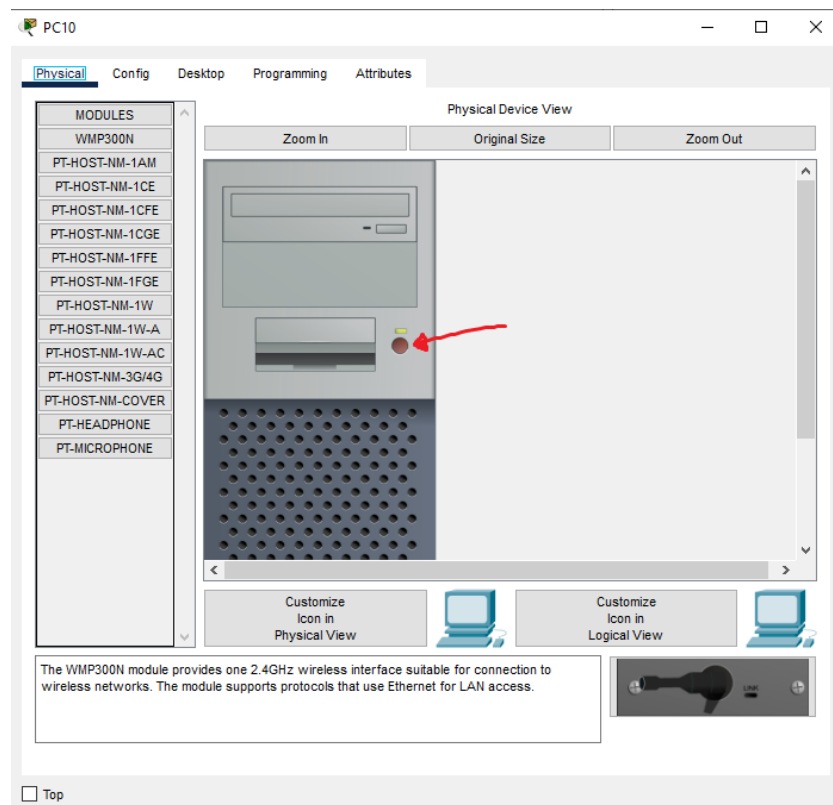 PC10
Physical Config Desktop Programming Attributes
MODULES
WMP300N
PT-HOST-NM-1AM
PT-HOST-NM-1CE
PT-HOST-NM-1CFE
PT-HOST-NM-1CGE
PT-HOST-NM-1FFE
PT-HOST-NM-1FGE
PT-HOST-NM-1W
PT-HOST-NM-1W-A
PT-HOST-NM-1W-AC
PT-HOST-NM-3G/4G
PT-HOST-NM-COVER
PT-HEADPHONE
PT-MICROPHONE
Physical Device View
Zoom In Original Size Zoom Out
Customize
Icon in
Physical View
Customize
Icon in
Logical View
The WMP300N module provides one 2.4GHz wireless interface suitable for connection to
wireless networks. The module supports protocols that use Ethernet for LAN access.
LINK
Top